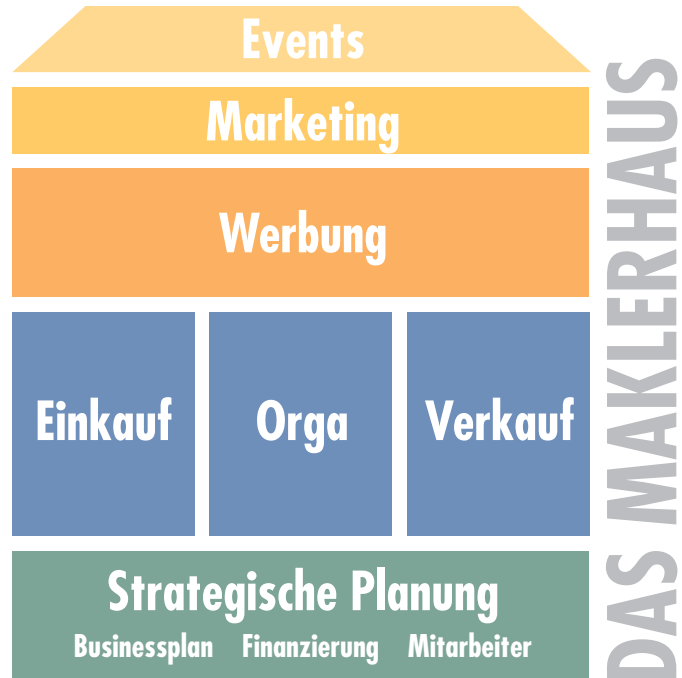 Events
Marketing
Werbung
Einkauf Orga Verkauf
Strategische Planung
Businessplan Finanzierung Mitarbeiter
DAS MAKLERHAUS